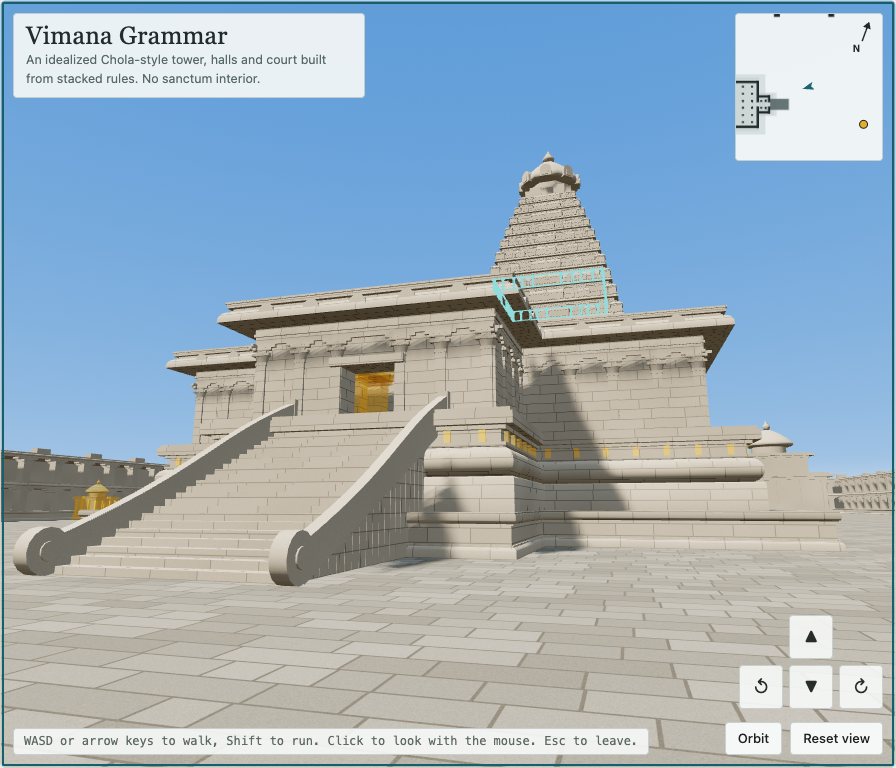 Vimana Grammar
An idealized Chola-style tower, halls and court built
from stacked rules. No sanctum interior.
N
WASD or arrow keys to walk, Shift to run. Click to look with the mouse. Esc to leave.
Orbit
Reset view